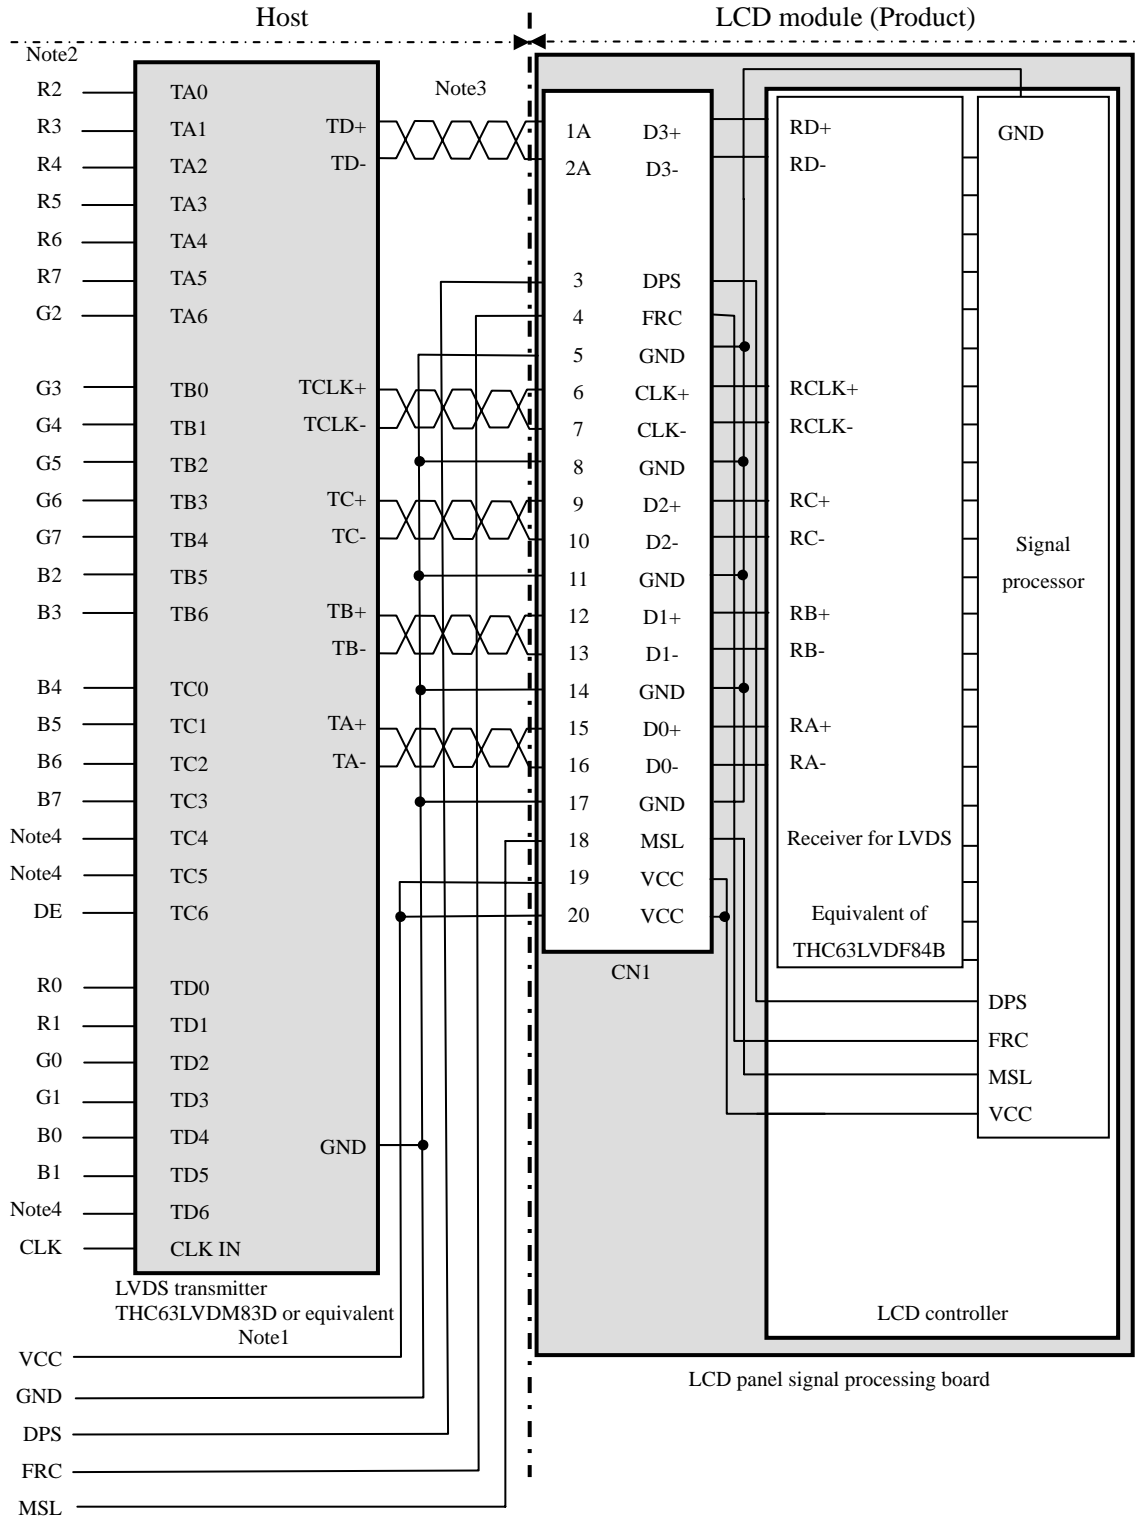 Host
LCD module (Product)
Note2
Note3
R2 TA0
R3 TA1 TD+ 1A D3+ RD+ GND
R4 TA2 TD- 2A D3- RD-
R5 TA3
R6 TA4
R7 TA5 3 DPS
G2 TA6 4 FRC
5 GND
G3 TB0 TCLK+ 6 CLK+ RCLK+
G4 TB1 TCLK- 7 CLK- RCLK-
G5 TB2 8 GND
G6 TB3 TC+ 9 D2+ RC+
G7 TB4 TC- 10 D2- RC- Signal
B2 TB5 11 GND processor
B3 TB6 TB+ 12 D1+ RB+
TB- 13 D1- RB-
B4 TC0 14 GND
B5 TC1 TA+ 15 D0+ RA+
B6 TC2 TA- 16 D0- RA-
B7 TC3 17 GND
Note4 TC4 18 MSL Receiver for LVDS
Note4 TC5 19 VCC
DE TC6 20 VCC Equivalent of
THC63LVDF84B
CN1
R0 TD0 DPS
R1 TD1 FRC
G0 TD2 MSL
G1 TD3 VCC
B0 TD4 GND
B1 TD5
Note4 TD6
CLK CLK IN
LVDS transmitter
THC63LVDM83D or equivalent
Note1
LCD controller
VCC
LCD panel signal processing board
GND
DPS
FRC
MSL